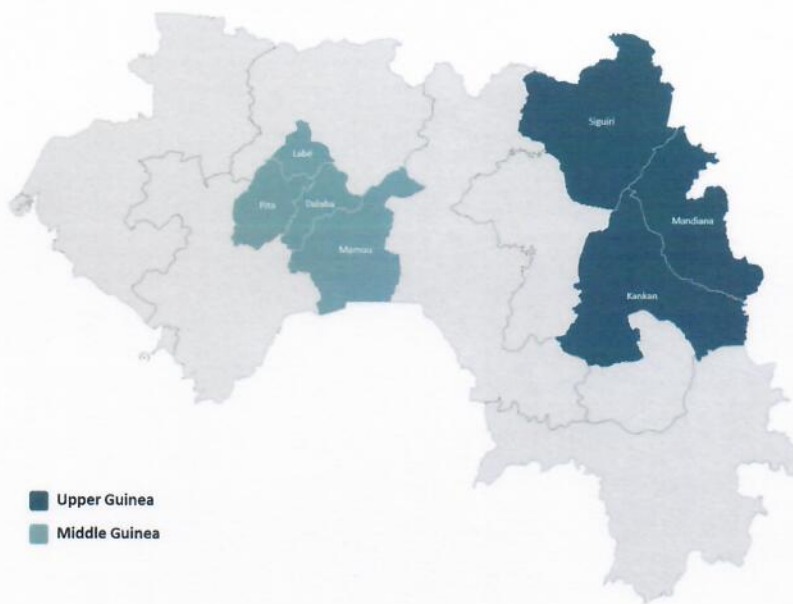 Siguiri
Labé
Pita
Dalaba
Mandiana
Mamou
Kankan
Upper Guinea
Middle Guinea